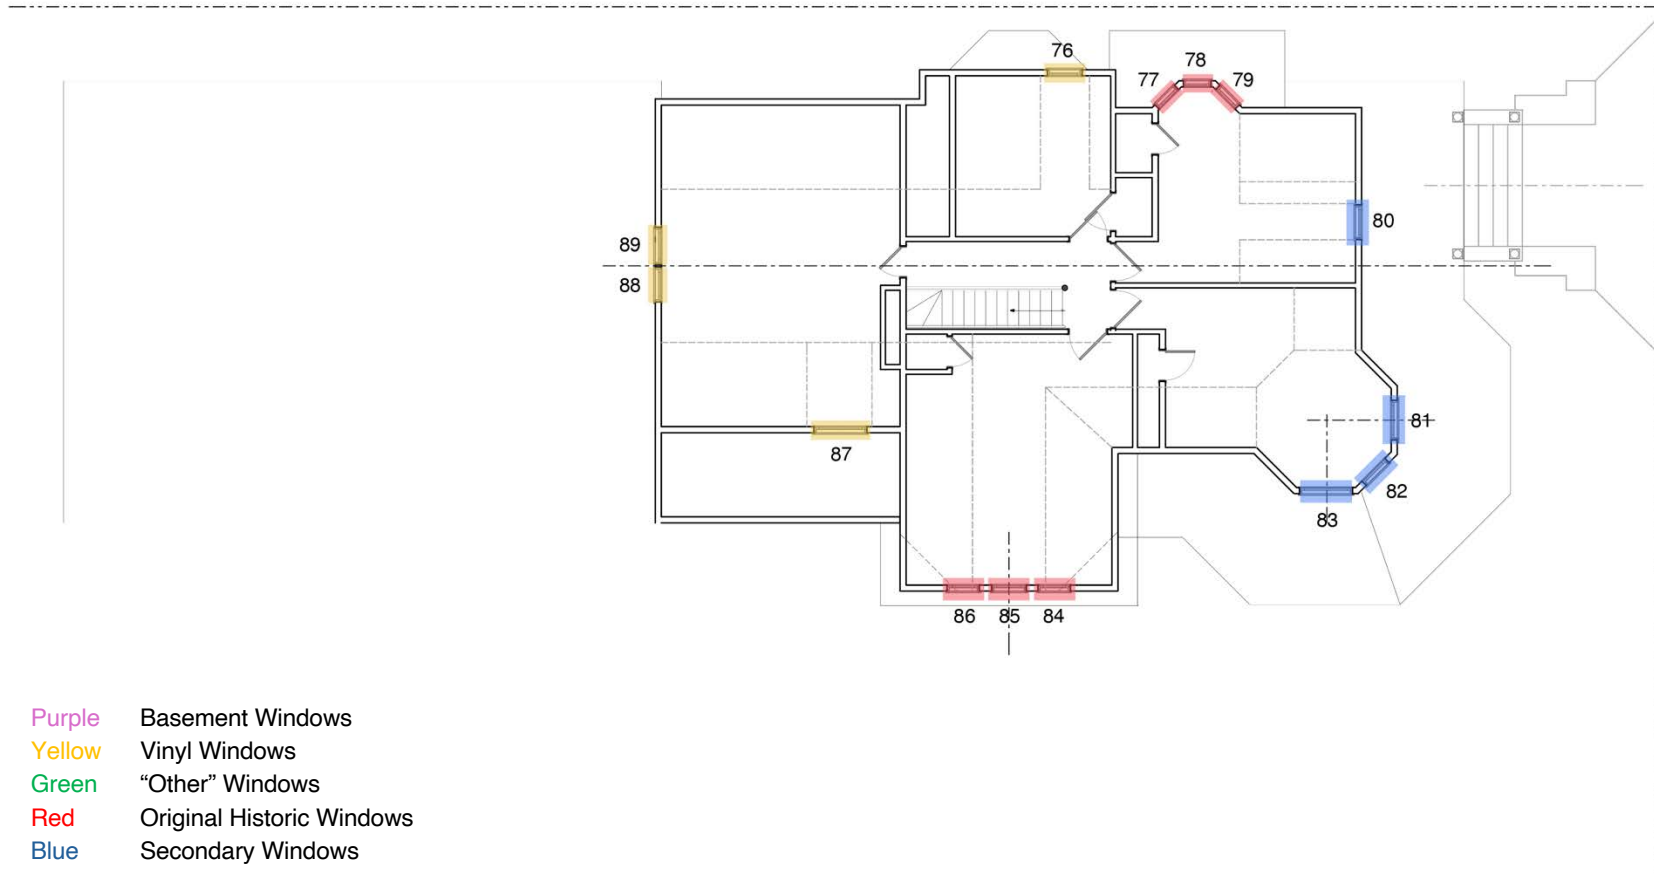 76
77
78
79
80
89
88
81
82
83
87
86
85
84
Purple Basement Windows
Yellow Vinyl Windows
Green “Other” Windows
Red Original Historic Windows
Blue Secondary Windows